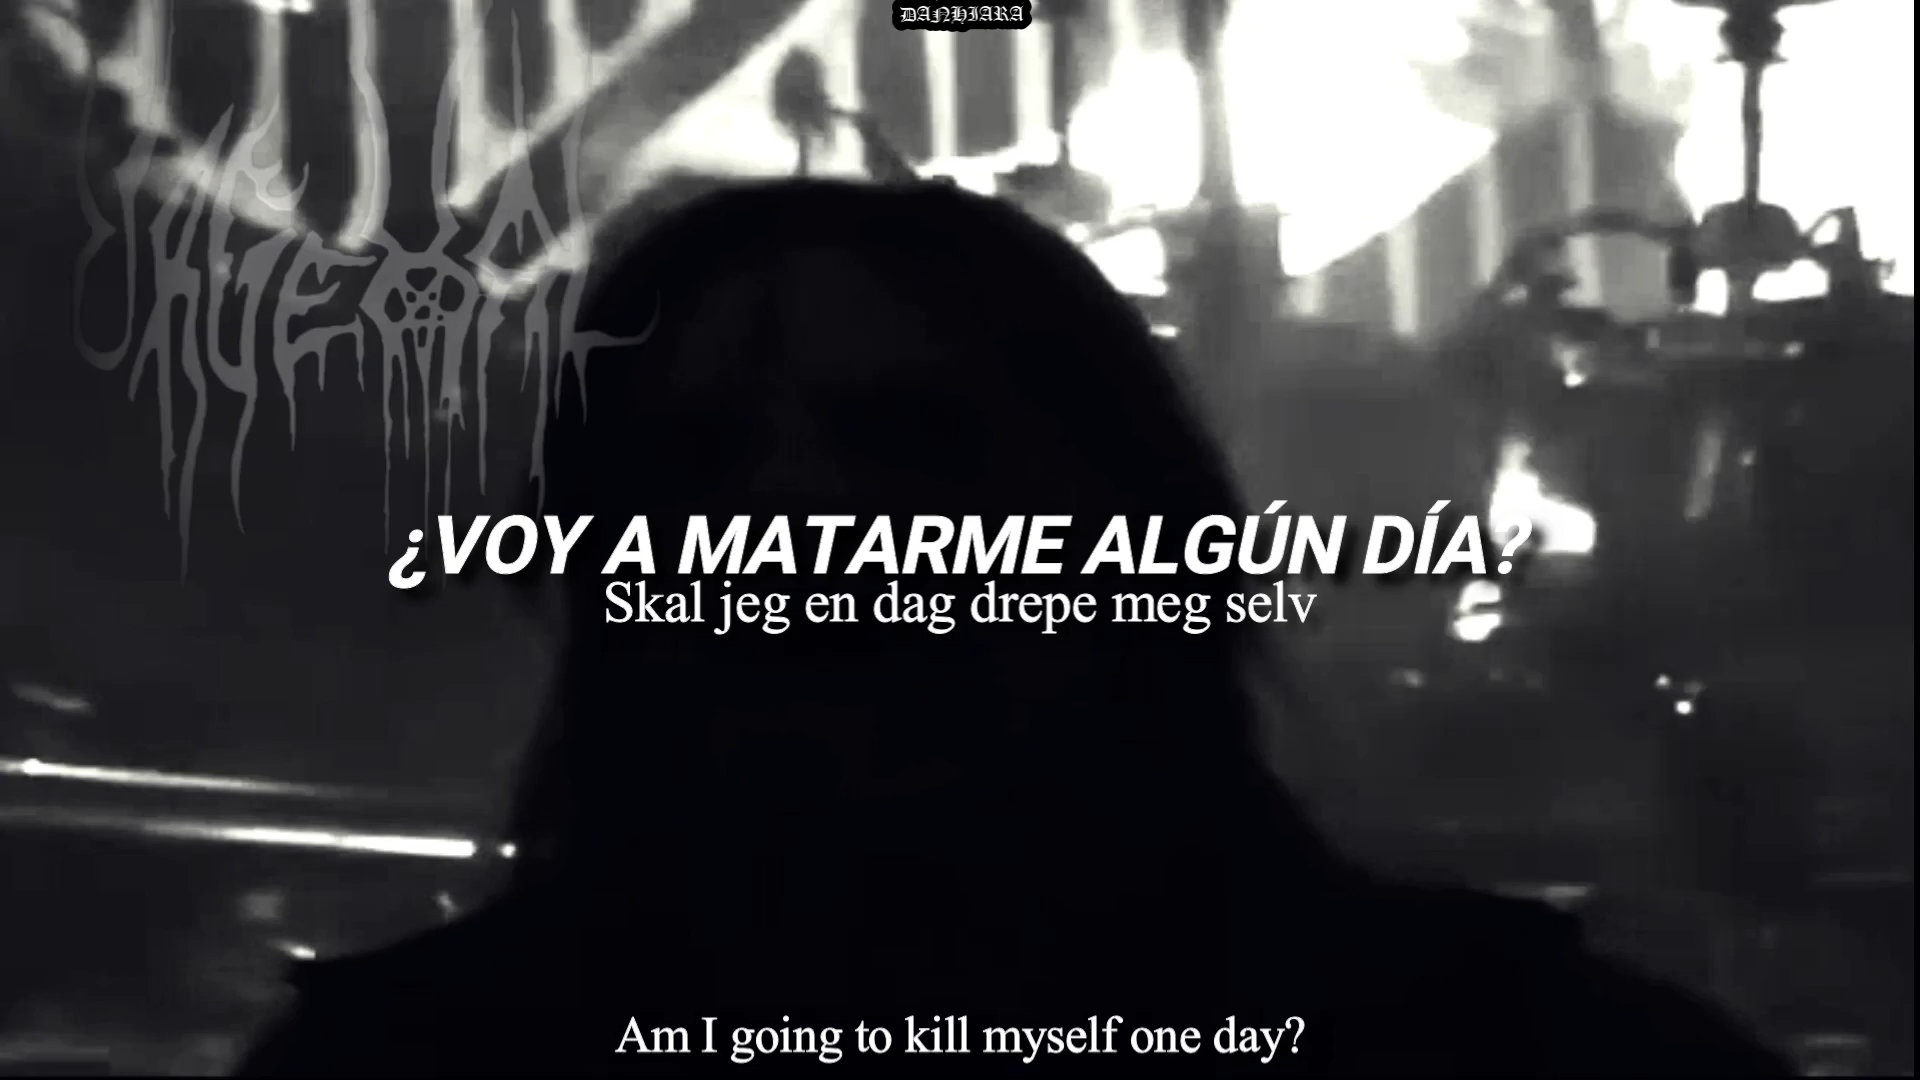 DANHIARA
URGEHAL
¿VOY A MATARME ALGÚN DÍA?
Skal jeg en dag drepe meg selv
Am I going to kill myself one day?